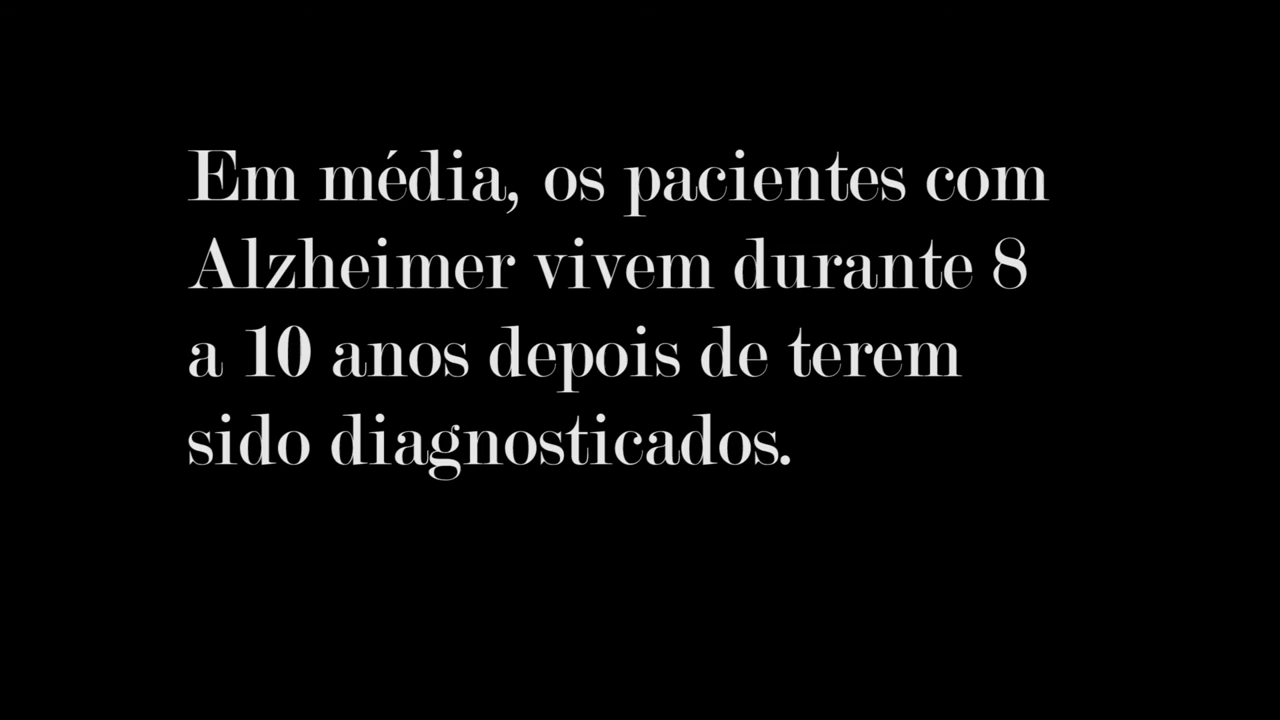 Em média, os pacientes com
Alzheimer vivem durante 8
a 10 anos depois de terem
sido diagnosticados.